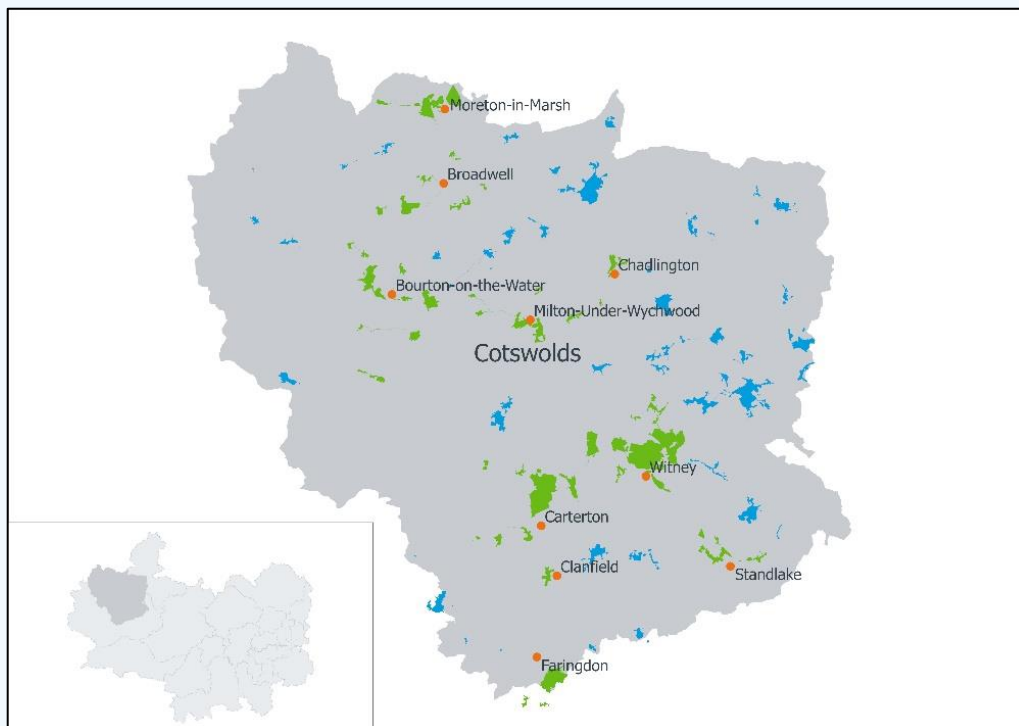 Moreton-in-Marsh
Broadwell
Chadlington
Bourton-on-the-Water
Milton-Under-Wychwood
Cotswolds
Witney
Carterton
Clanfield
Standlake
Faringdon